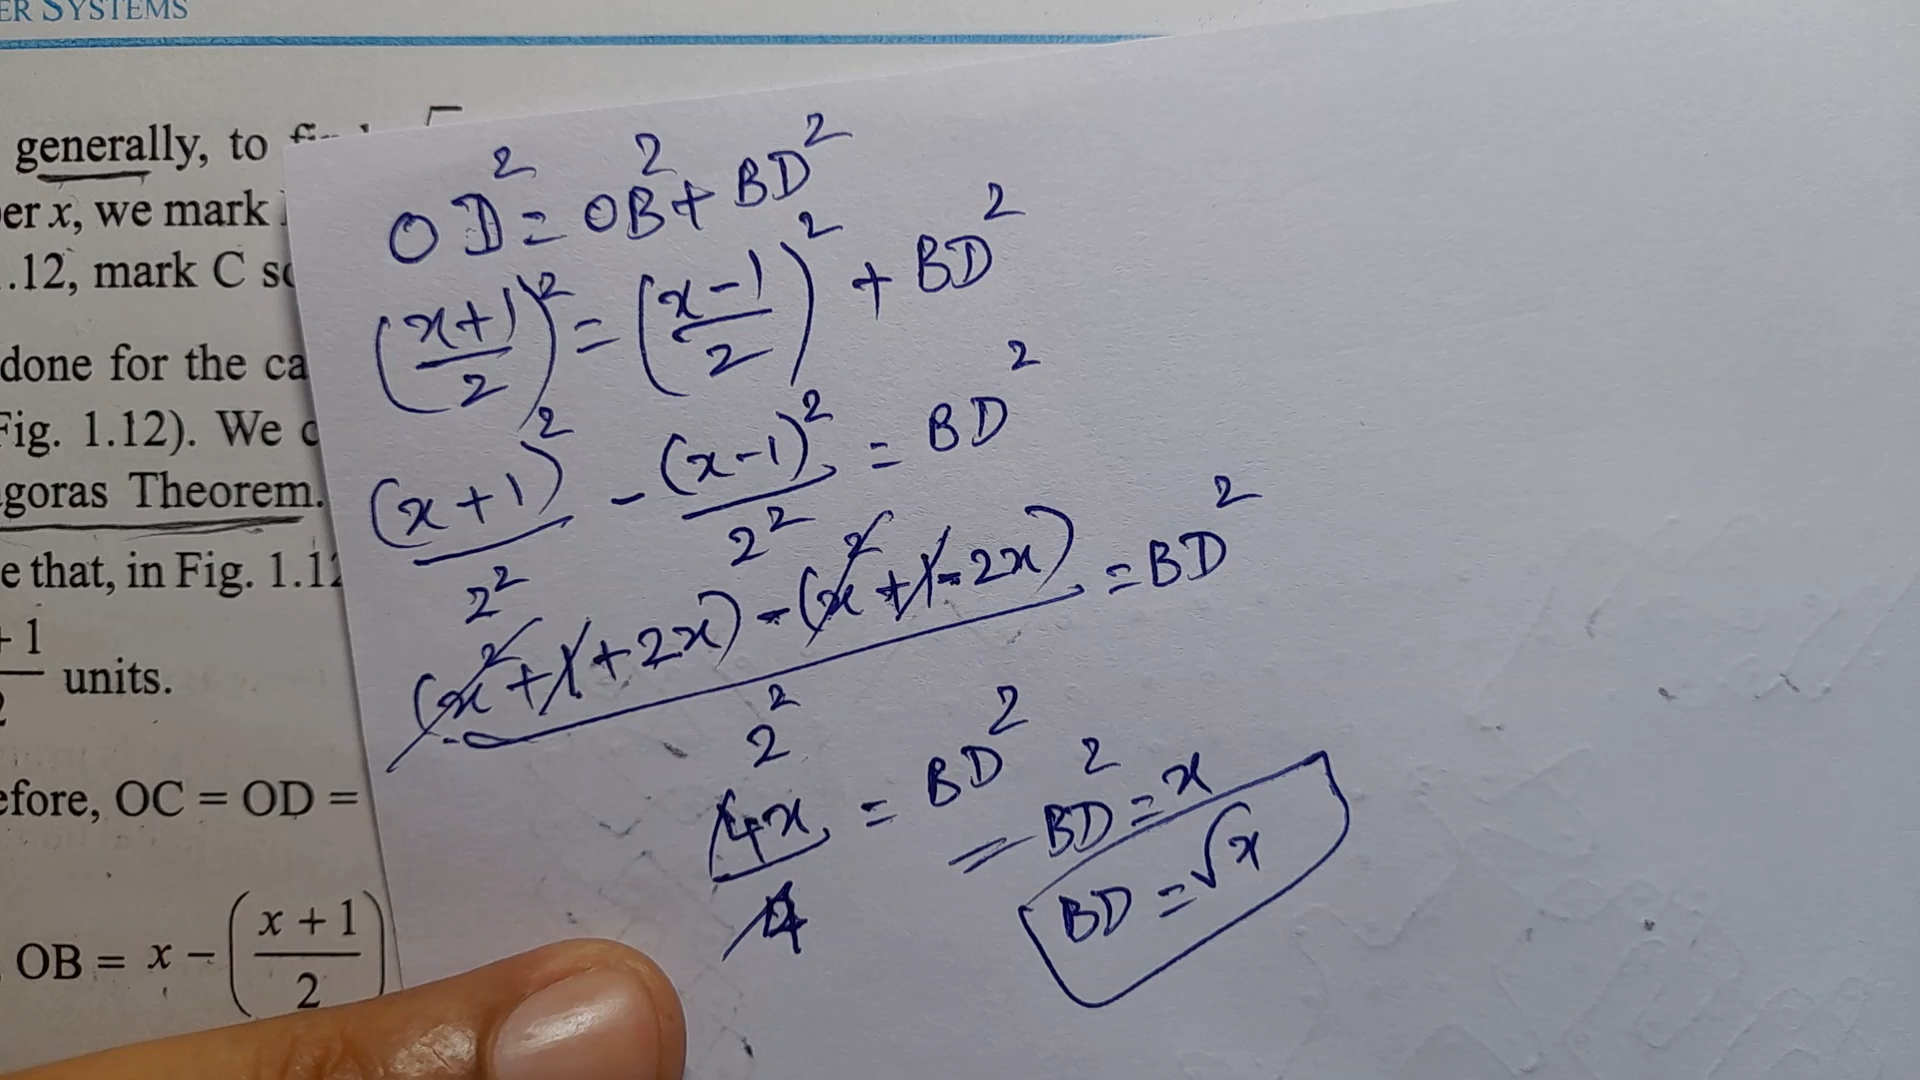 ER SYSTEMS
generally, to
er x, we mark
.12, mark C
done for the ca
Fig. 1.12). We
goras Theorem.
e that, in Fig. 1.12
+ 1
2 units.
efore, OC = OD =
OB = x − (x + 1 / 2)
OD² = OB² + BD²
(x+1 / 2)² = (x−1 / 2)² + BD²
(x+1)² / 2² − (x−1)² / 2² = BD²
(x²+1+2x) − (x²+1−2x) / 2² = BD²
4x / 4 = BD²
= BD² = x
BD = √x